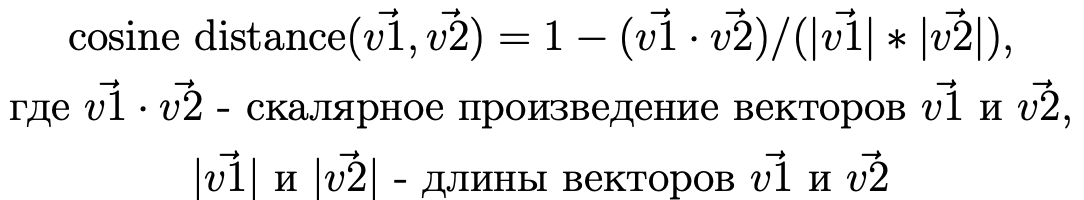 cosine distance(v⃗1, v⃗2) = 1 − (v⃗1 · v⃗2)/(|v⃗1| ∗ |v⃗2|),
где v⃗1 · v⃗2 - скалярное произведение векторов v⃗1 и v⃗2,
|v⃗1| и |v⃗2| - длины векторов v⃗1 и v⃗2